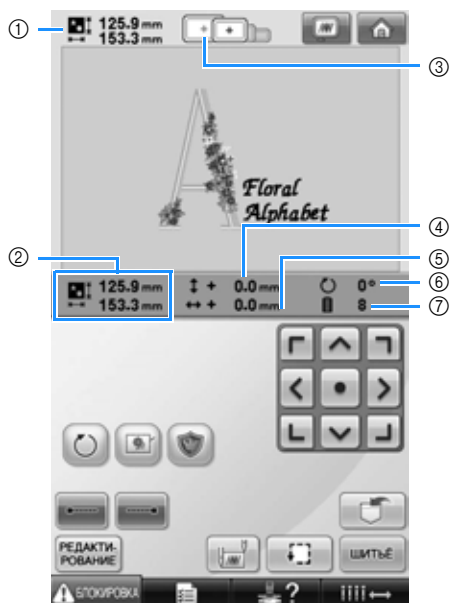 ① 125.9 mm
153.3 mm
③
Floral
Alphabet
④
② ⑤
125.9 mm + 0.0 mm 0° ⑥
153.3 mm + 0.0 mm 8 ⑦
РЕДАКТИ-
РОВАНИЕ
ШИТЬЁ
БЛОКИРОВКА ?